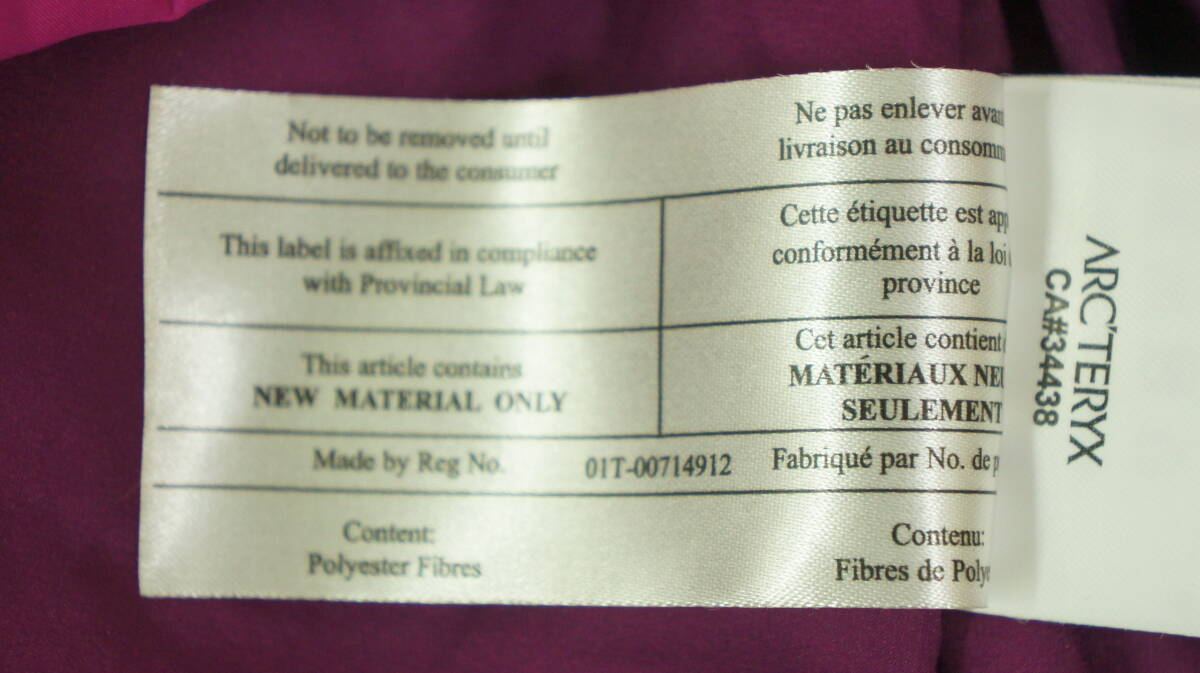 Not to be removed until
delivered to the consumer
Ne pas enlever avan
livraison au consomm
This label is affixed in compliance
with Provincial Law
Cette étiquette est app
conformément à la loi
province
This article contains
NEW MATERIAL ONLY
Cet article contient
MATÉRIAUX NEU
SEULEMENT
Made by Reg No. 01T-00714912 Fabriqué par No. de p
Content:
Polyester Fibres
Contenu:
Fibres de Polye
ARC'TERYX
CA#34438